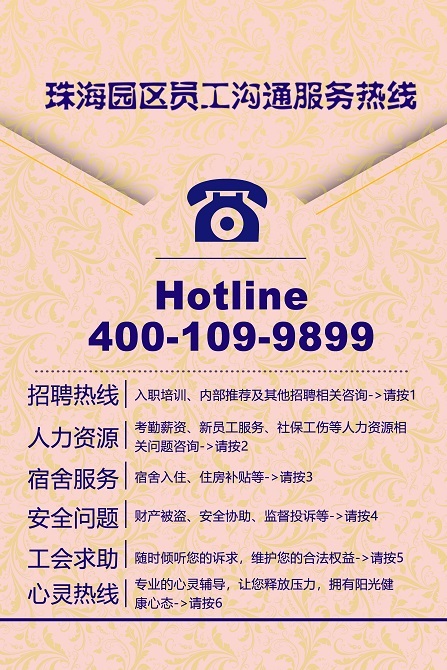 珠海园区员工沟通服务热线
Hotline
400-109-9899
招聘热线 入职培训、内部推荐及其他招聘相关咨询->请按1
人力资源 考勤薪资、新员工服务、社保工伤等人力资源相
关问题咨询->请按2
宿舍服务 宿舍入住、住房补贴等->请按3
安全问题 财产被盗、安全协助、监督投诉等->请按4
工会求助 随时倾听您的诉求，维护您的合法权益->请按5
心灵热线 专业的心灵辅导，让您释放压力，拥有阳光健
康心态->请按6